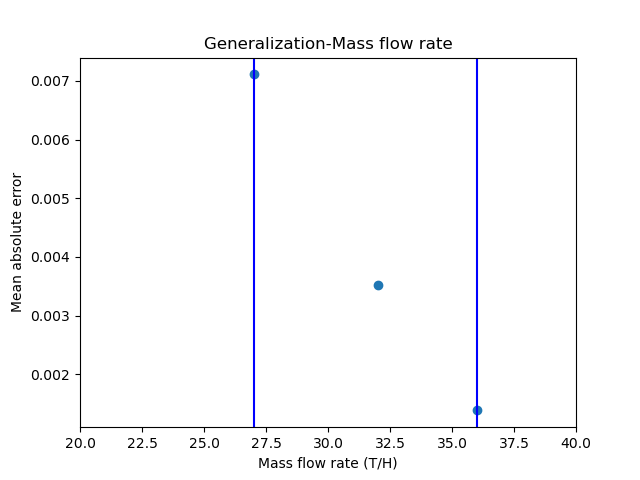 Generalization-Mass flow rate
0.007
0.006
0.005
0.004
0.003
0.002
Mean absolute error
20.0 22.5 25.0 27.5 30.0 32.5 35.0 37.5 40.0
Mass flow rate (T/H)